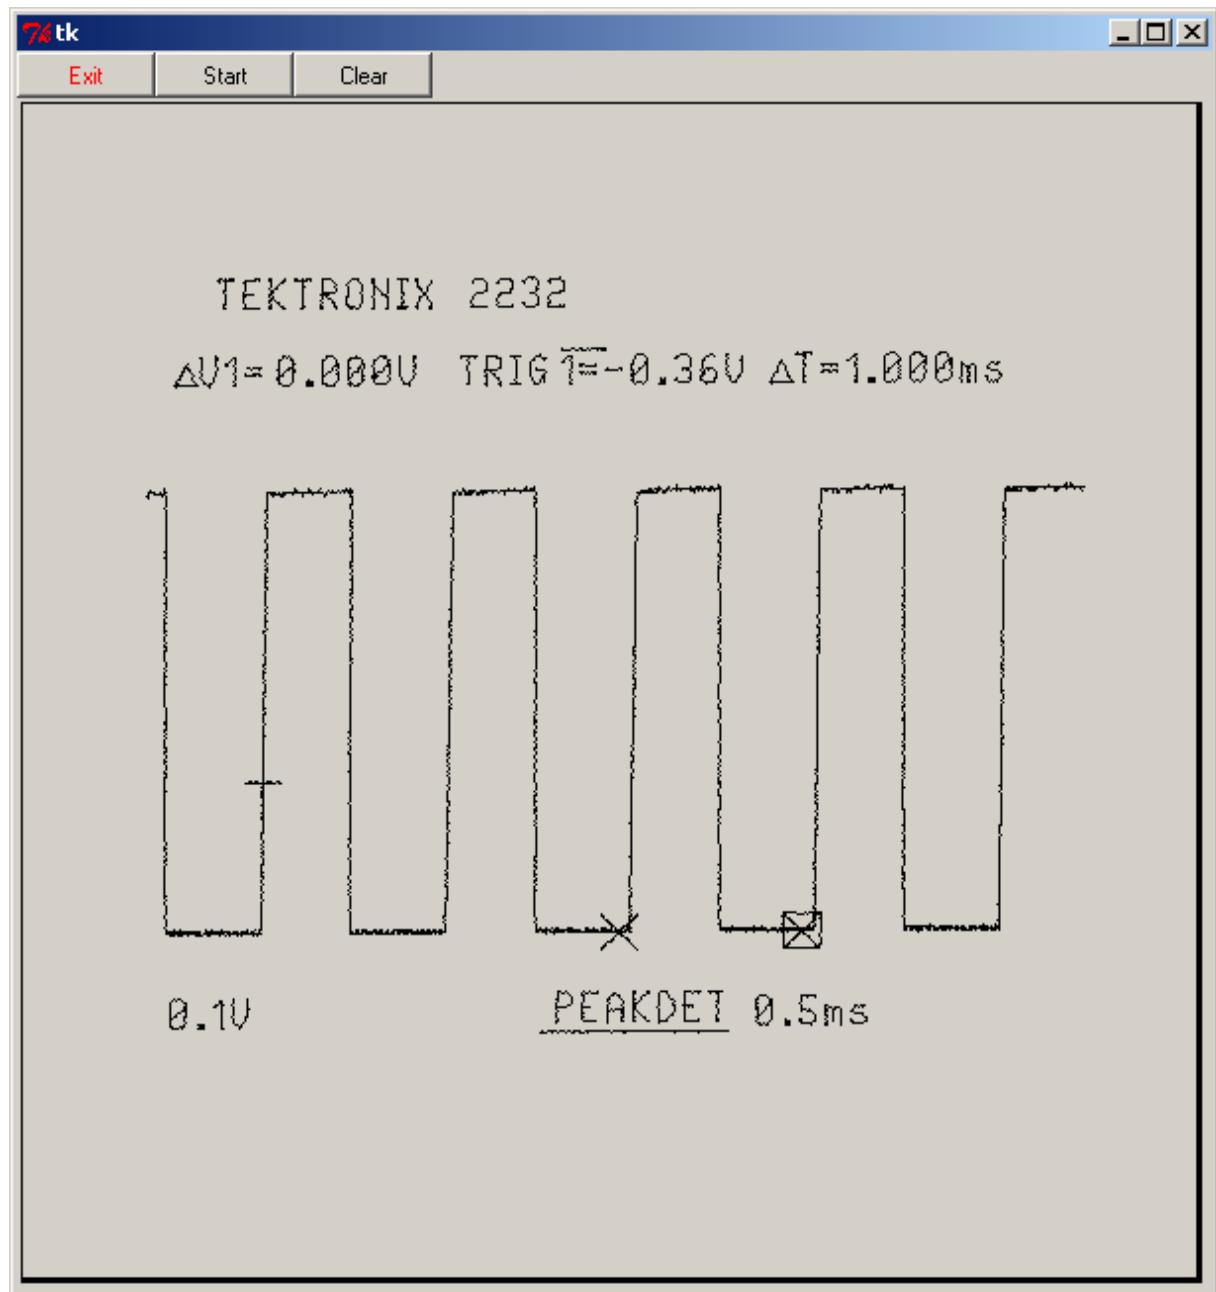 tk
Exit Start Clear
TEKTRONIX 2232
ΔV1=0.000V TRIG 1=-0.36V ΔT=1.000ms
0.1V PEAKDET 0.5ms